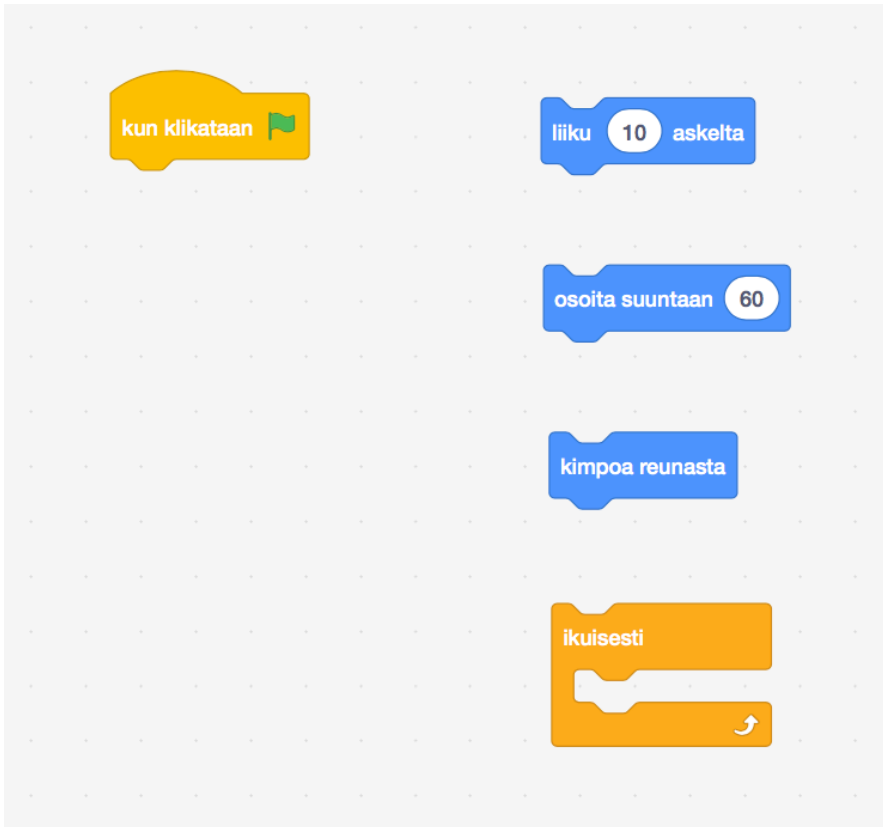 kun klikataan
liiku 10 askelta
osoita suuntaan 60
kimpoa reunasta
ikuisesti